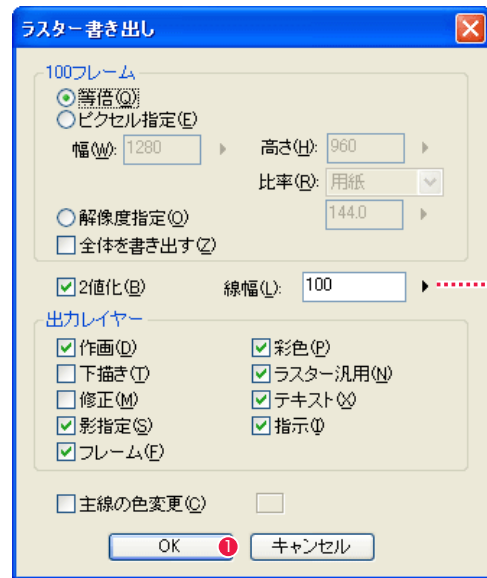 ラスター書き出し
100フレーム
等倍(Q)
ピクセル指定(E)
幅(W): 1280 高さ(H): 960
比率(R): 用紙
解像度指定(O) 144.0
全体を書き出す(Z)
2値化(B) 線幅(L): 100
出力レイヤー
作画(D) 彩色(P)
下描き(T) ラスター汎用(N)
修正(M) テキスト(X)
影指定(S) 指示(I)
フレーム(F)
主線の色変更(C)
OK 1 キャンセル